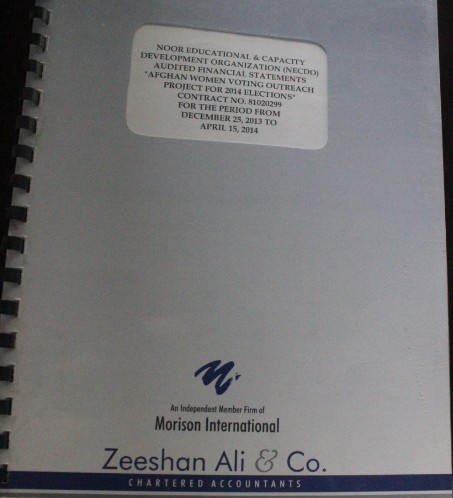 NOOR EDUCATIONAL & CAPACITY
DEVELOPMENT ORGANIZATION (NECDO)
AUDITED FINANCIAL STATEMENTS
"AFGHAN WOMEN VOTING OUTREACH
PROJECT FOR 2014 ELECTIONS"
CONTRACT NO. 81020299
FOR THE PERIOD FROM
DECEMBER 25, 2013 TO
APRIL 15, 2014
An Independent Member Firm of
Morison International
Zeeshan Ali & Co.
CHARTERED ACCOUNTANTS